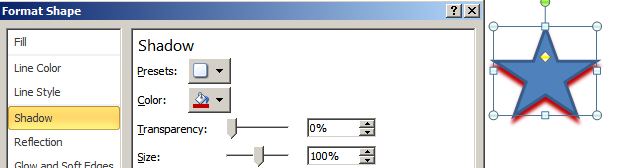 Format Shape
Fill
Line Color
Line Style
Shadow
Reflection
Glow and Soft Edges
Shadow
Presets:
Color:
Transparency: 0%
Size: 100%